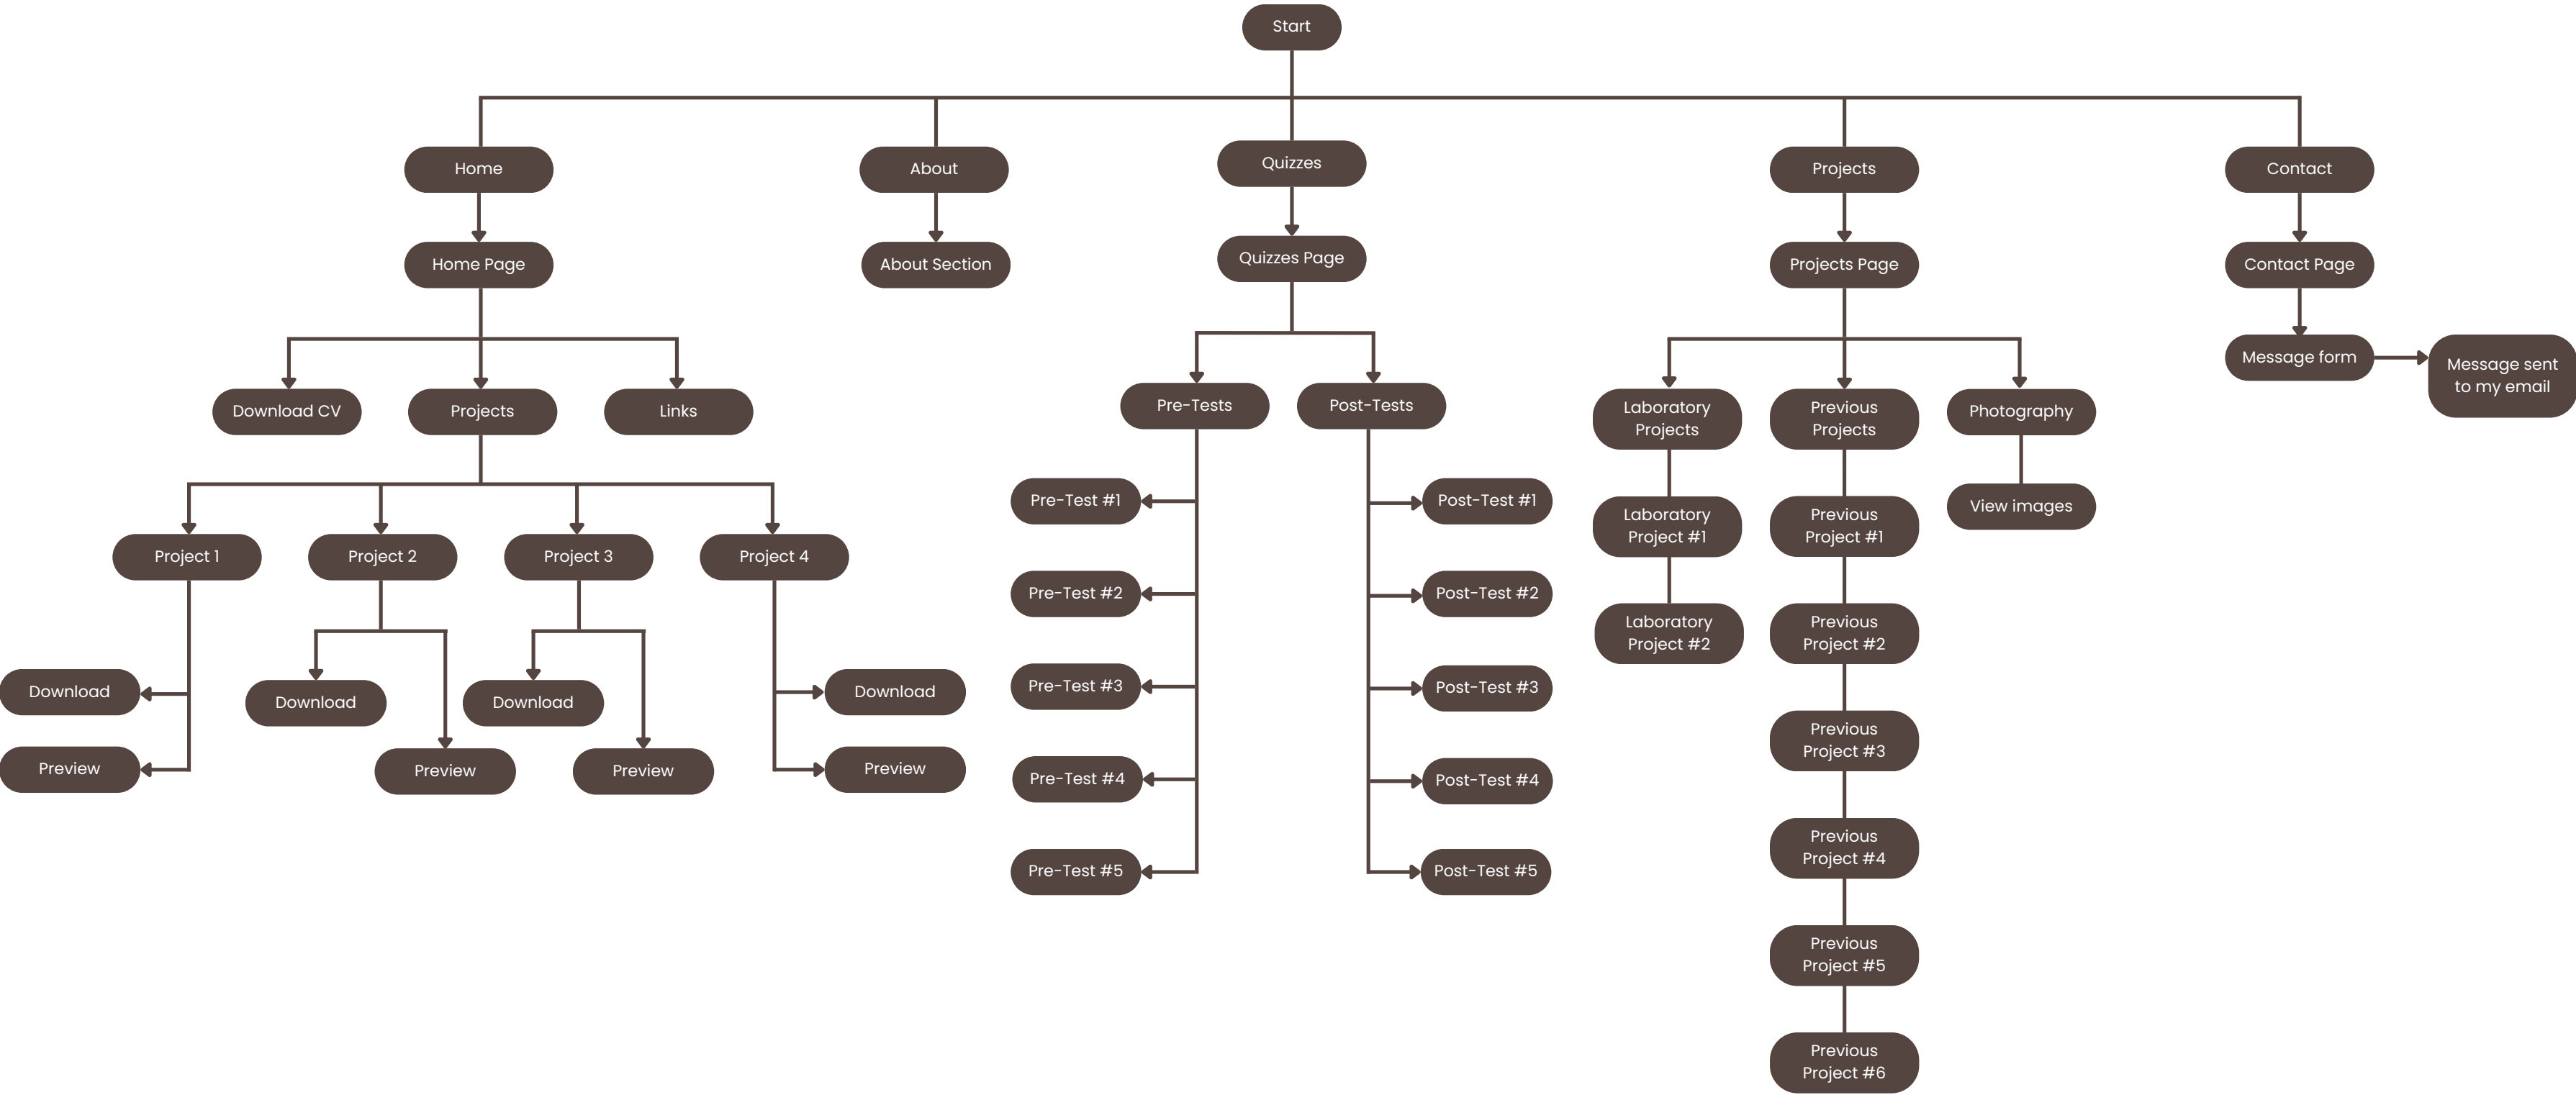 Start
Home
About
Quizzes
Projects
Contact
Home Page
About Section
Quizzes Page
Projects Page
Contact Page
Message form
Message sent
to my email
Download CV
Projects
Links
Pre-Tests
Post-Tests
Laboratory
Projects
Previous
Projects
Photography
Project 1
Project 2
Project 3
Project 4
Download
Preview
Download
Preview
Download
Preview
Download
Preview
Pre-Test #1
Pre-Test #2
Pre-Test #3
Pre-Test #4
Pre-Test #5
Post-Test #1
Post-Test #2
Post-Test #3
Post-Test #4
Post-Test #5
Laboratory
Project #1
Laboratory
Project #2
Previous
Project #1
Previous
Project #2
Previous
Project #3
Previous
Project #4
Previous
Project #5
Previous
Project #6
View images